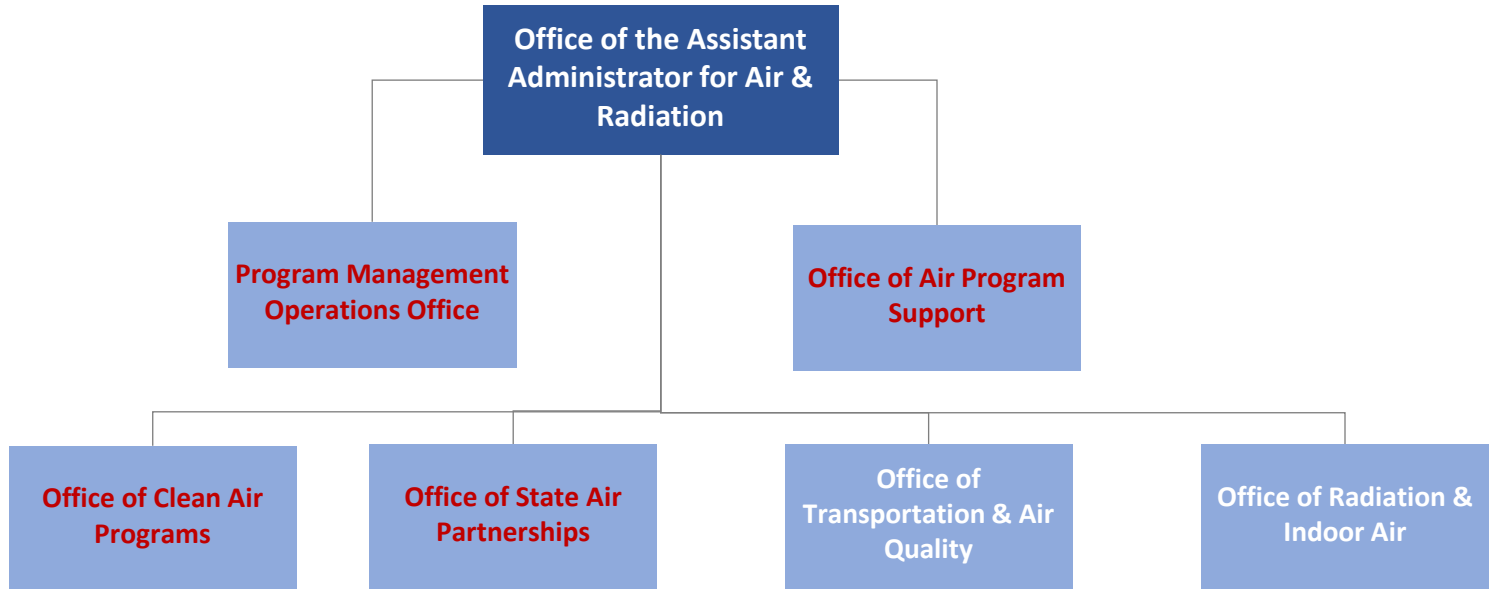 Office of the Assistant
Administrator for Air &
Radiation
Program Management
Operations Office
Office of Air Program
Support
Office of Clean Air
Programs
Office of State Air
Partnerships
Office of
Transportation & Air
Quality
Office of Radiation &
Indoor Air